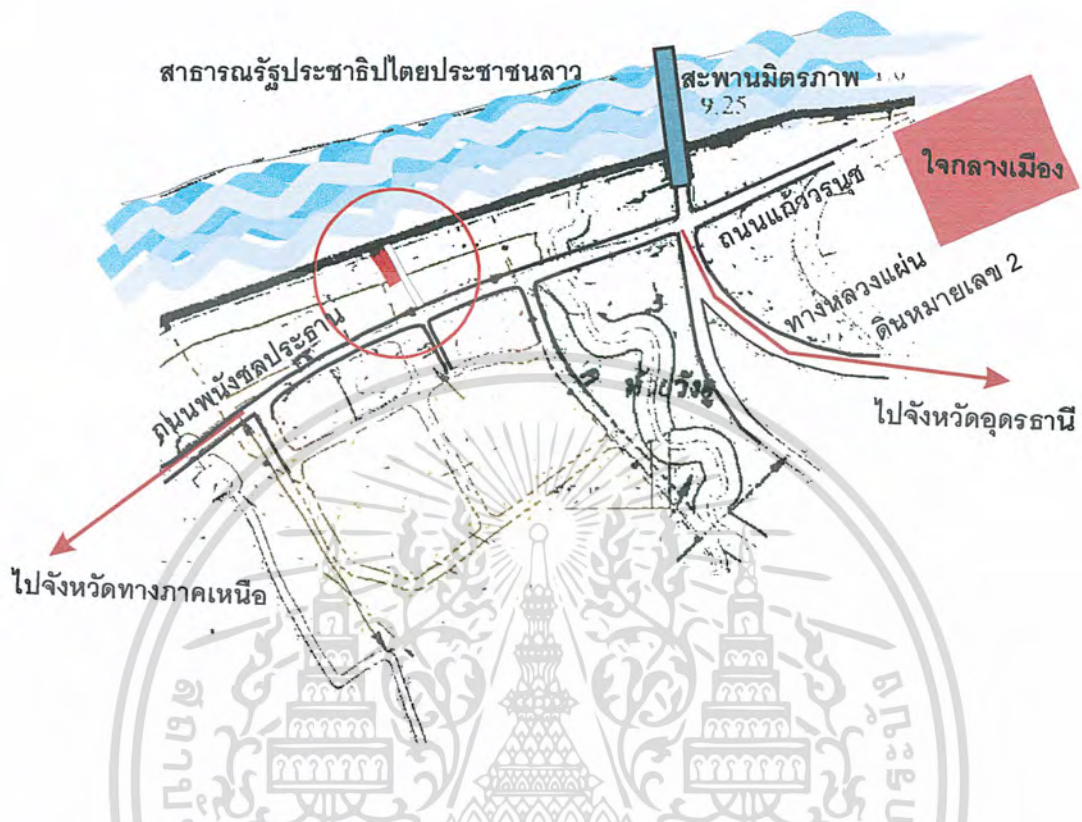 สาธารณรัฐประชาธิปไตยประชาชนลาว
สะพานมิตรภาพ
9.25
ใจกลางเมือง
ถนนแก้ววรนุช
ทางหลวงแผ่น
ดินหมายเลข 2
ถนนพนังชลประธาน
ไปจังหวัดอุดรธานี
ไปจังหวัดทางภาคเหนือ